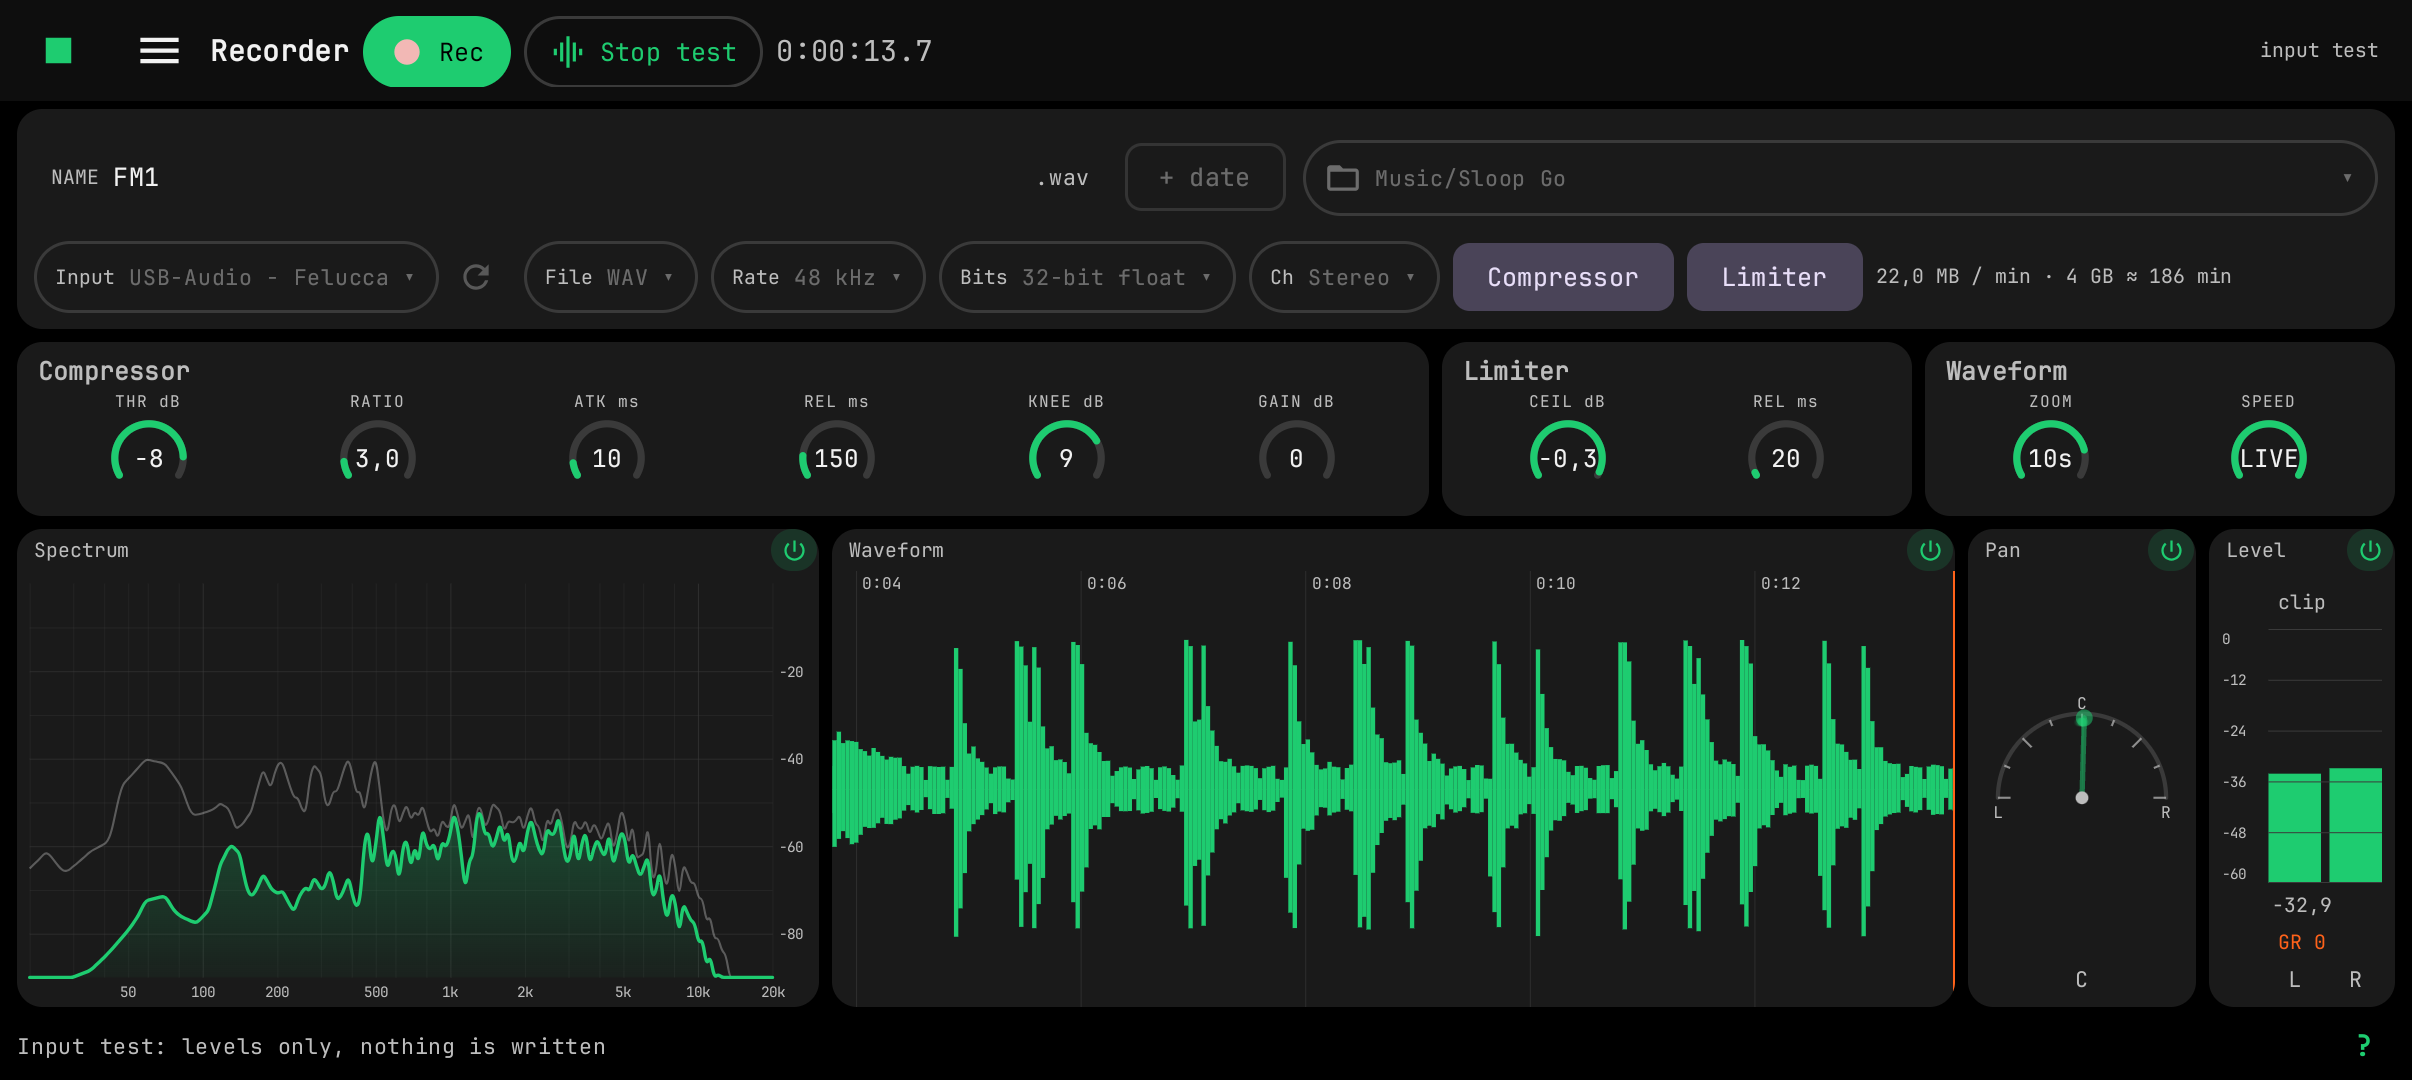 Recorder Rec Stop test 0:00:13.7 input test
NAME FM1 .wav + date Music/Sloop Go ▾
Input USB-Audio - Felucca ▾ File WAV ▾ Rate 48 kHz ▾ Bits 32-bit float ▾ Ch Stereo ▾ Compressor Limiter 22,0 MB / min · 4 GB ≈ 186 min
Compressor
THR dB RATIO ATK ms REL ms KNEE dB GAIN dB
-8 3,0 10 150 9 0
Limiter
CEIL dB REL ms
-0,3 20
Waveform
ZOOM SPEED
10s LIVE
Spectrum
-20
-40
-60
-80
50 100 200 500 1k 2k 5k 10k 20k
Waveform
0:04 0:06 0:08 0:10 0:12
Pan
C
L R
C
Level
clip
0
-12
-24
-36
-48
-60
-32,9
GR 0
L R
Input test: levels only, nothing is written ?